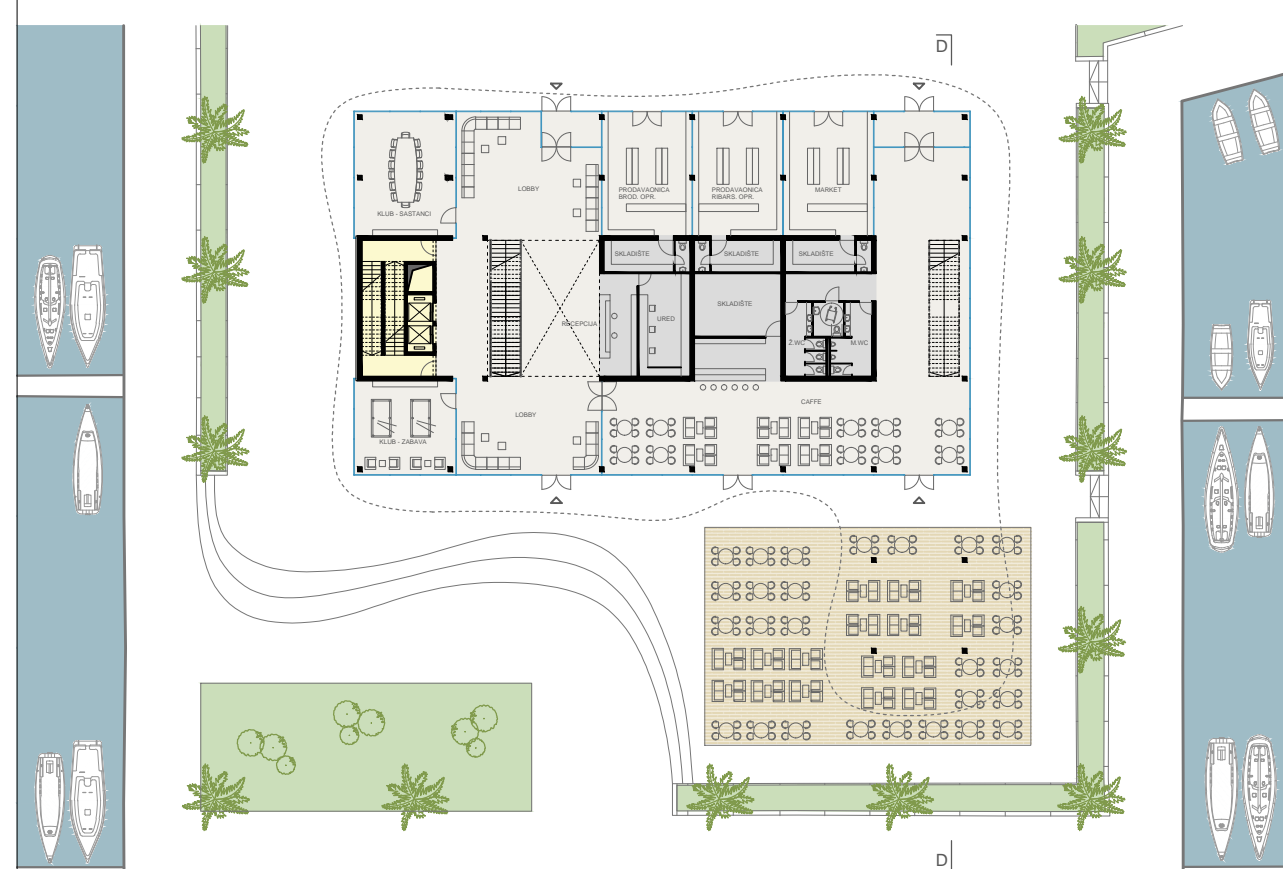 D
LOBBY
PRODAVAONICA
BROD. OPR.
PRODAVAONICA
RIBARS. OPR.
MARKET
KLUB - SASTANCI
SKLADIŠTE
SKLADIŠTE
SKLADIŠTE
SKLADIŠTE
RECEPCIJA
URED
Ž.WC
M.WC
LOBBY
CAFFE
KLUB - ZABAVA
D